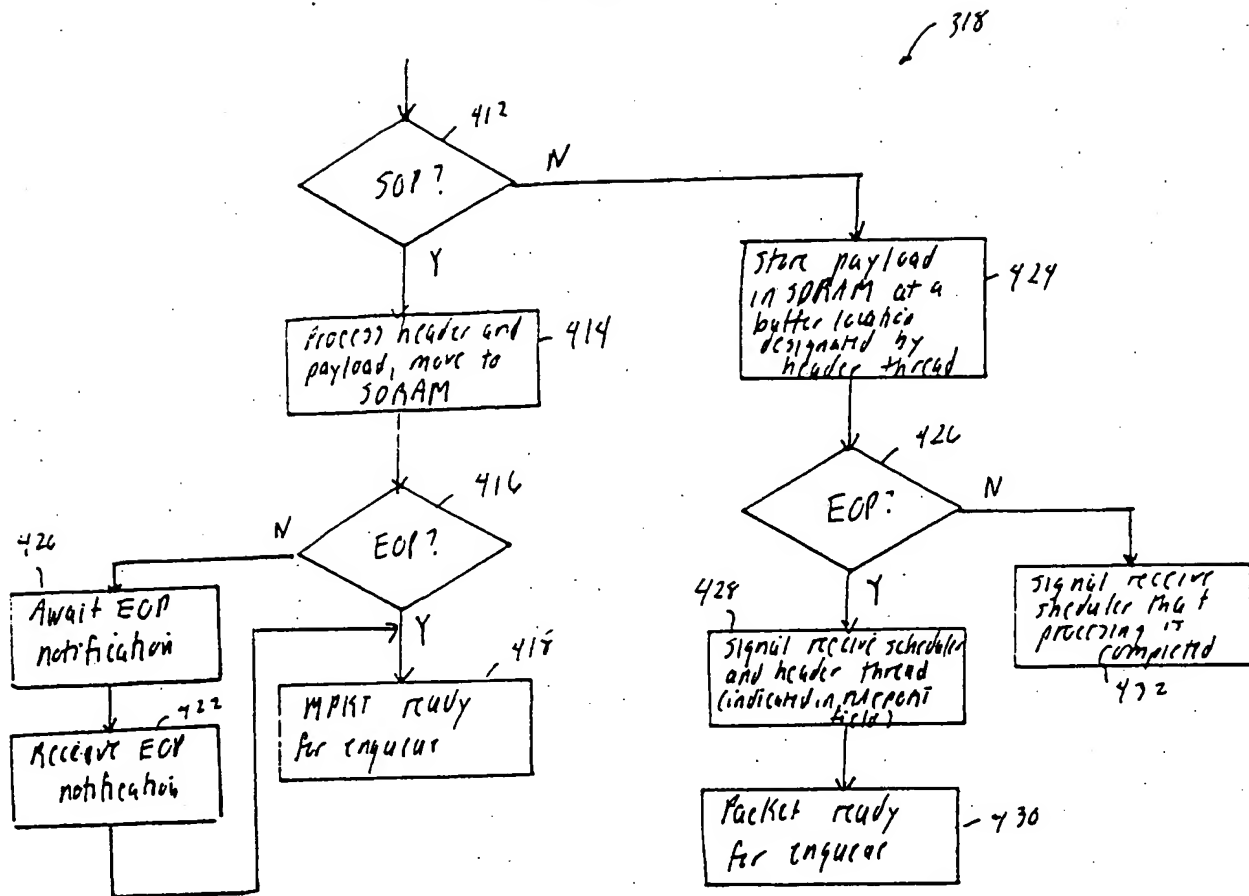 318
412
SOP?
N
Y
Process header and
payload, move to
SDRAM
414
Store payload
in SDRAM at a
buffer location
designated by
header thread
424
416
EOP?
N
Y
426
EOP?
N
Y
420
Await EOP
notification
422
Receive EOP
notification
418
MPKT ready
for enqueue
428
Signal receive scheduler
and header thread
(indicated in
field)
Signal receive
sheduler that
processing is
completed
432
Packet ready
for enqueue
430